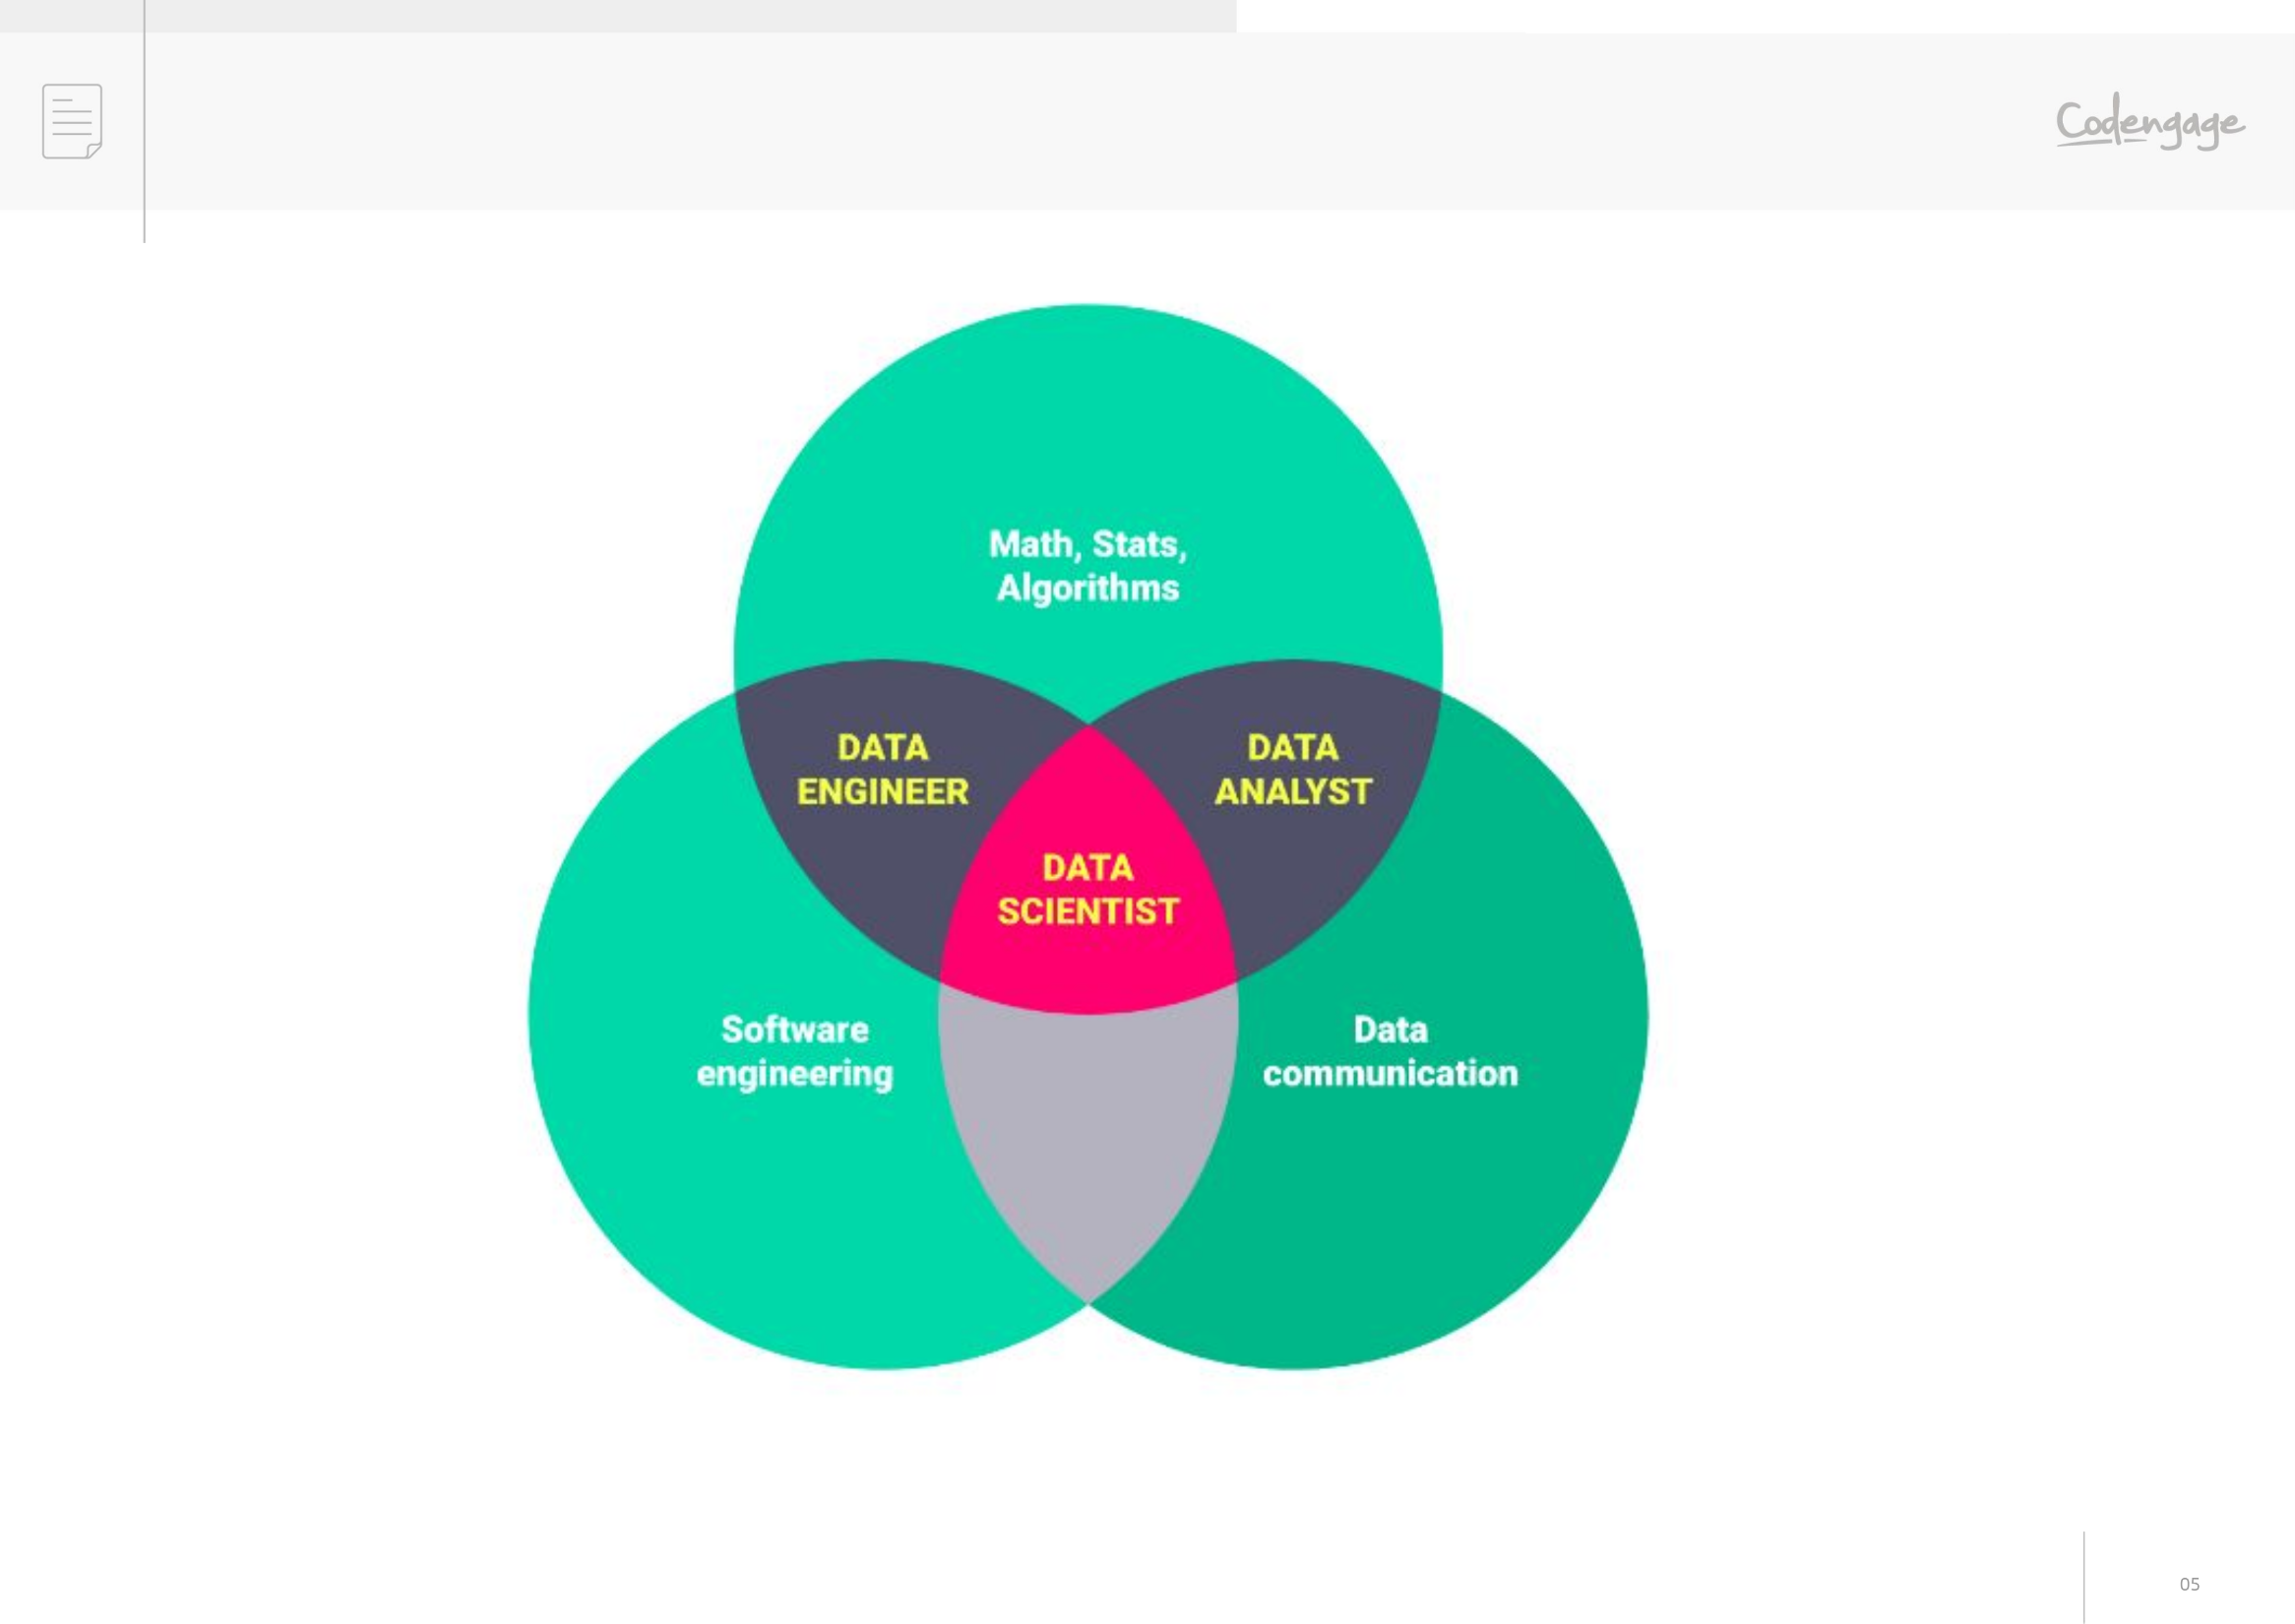 Codengage
Math, Stats,
Algorithms
DATA
ENGINEER
DATA
ANALYST
DATA
SCIENTIST
Software
engineering
Data
communication
05